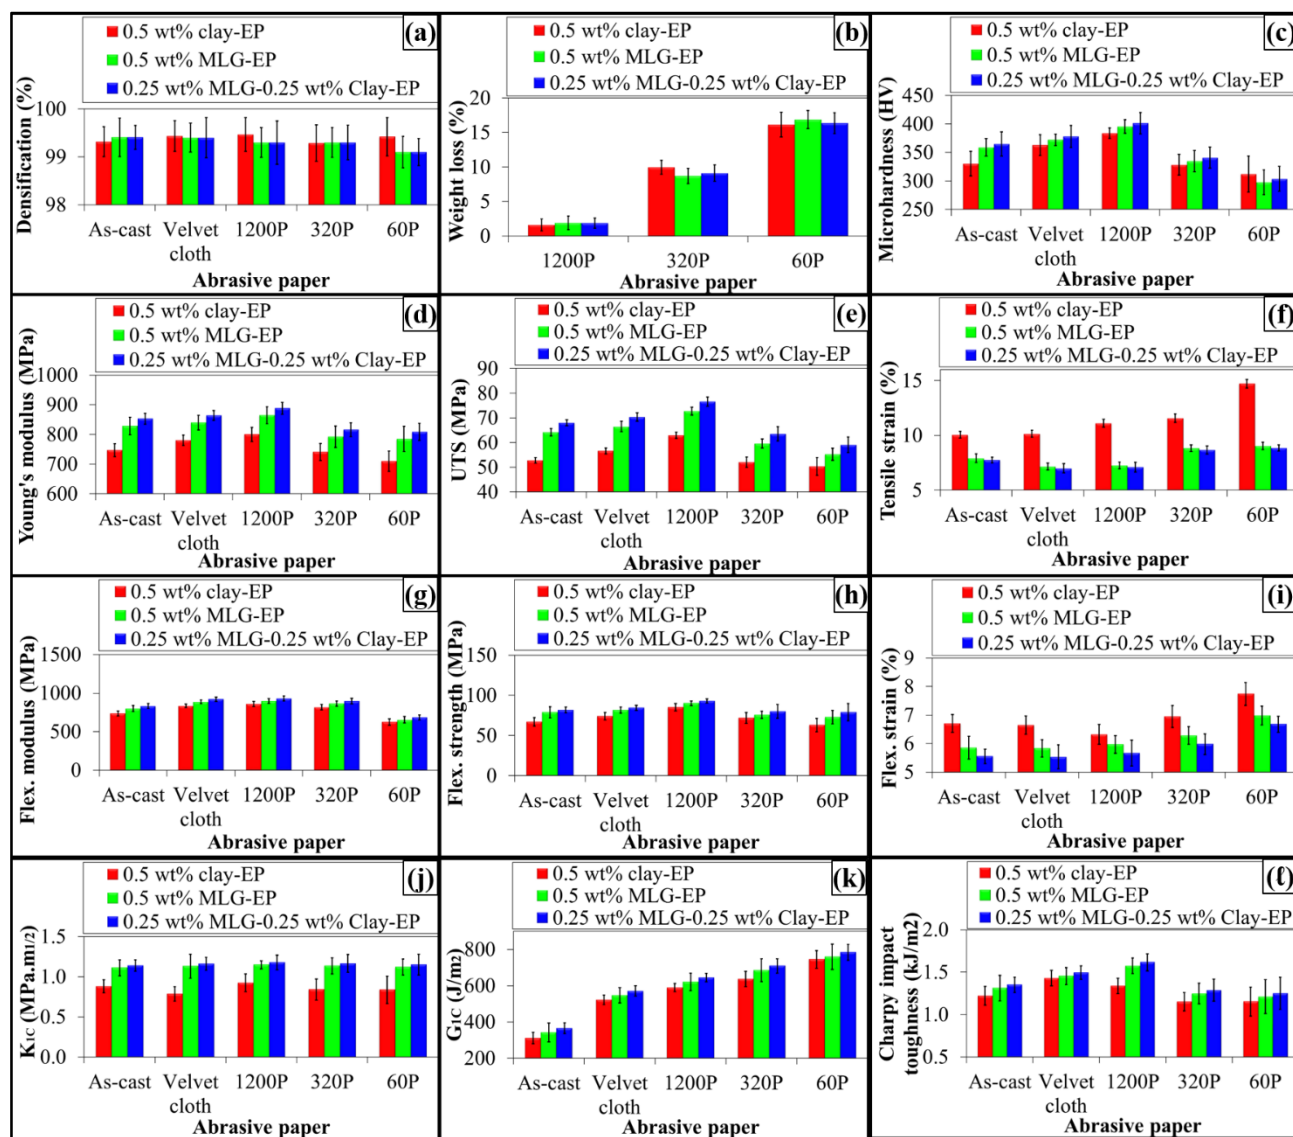 (a)
0.5 wt% clay-EP
0.5 wt% MLG-EP
0.25 wt% MLG-0.25 wt% Clay-EP
Densification (%)
100
99
98
As-cast Velvet cloth 1200P 320P 60P
Abrasive paper
(b)
0.5 wt% clay-EP
0.5 wt% MLG-EP
0.25 wt% MLG-0.25 wt% Clay-EP
Weight loss (%)
20
15
10
5
0
1200P 320P 60P
Abrasive paper
(c)
0.5 wt% clay-EP
0.5 wt% MLG-EP
0.25 wt% MLG-0.25 wt% Clay-EP
Microhardness (HV)
450
400
350
300
250
As-cast Velvet cloth 1200P 320P 60P
Abrasive paper
(d)
0.5 wt% clay-EP
0.5 wt% MLG-EP
0.25 wt% MLG-0.25 wt% Clay-EP
Young's modulus (MPa)
1000
900
800
700
600
As-cast Velvet cloth 1200P 320P 60P
Abrasive paper
(e)
0.5 wt% clay-EP
0.5 wt% MLG-EP
0.25 wt% MLG-0.25 wt% Clay-EP
UTS (MPa)
90
80
70
60
50
40
As-cast Velvet cloth 1200P 320P 60P
Abrasive paper
(f)
0.5 wt% clay-EP
0.5 wt% MLG-EP
0.25 wt% MLG-0.25 wt% Clay-EP
Tensile strain (%)
15
10
5
As-cast Velvet cloth 1200P 320P 60P
Abrasive paper
(g)
0.5 wt% clay-EP
0.5 wt% MLG-EP
0.25 wt% MLG-0.25 wt% Clay-EP
Flex. modulus (MPa)
1500
1000
500
0
As-cast Velvet cloth 1200P 320P 60P
Abrasive paper
(h)
0.5 wt% clay-EP
0.5 wt% MLG-EP
0.25 wt% MLG-0.25 wt% Clay-EP
Flex. strength (MPa)
150
100
50
0
As-cast Velvet cloth 1200P 320P 60P
Abrasive paper
(i)
0.5 wt% clay-EP
0.5 wt% MLG-EP
0.25 wt% MLG-0.25 wt% Clay-EP
Flex. strain (%)
9
8
7
6
5
As-cast Velvet cloth 1200P 320P 60P
Abrasive paper
(j)
0.5 wt% clay-EP
0.5 wt% MLG-EP
0.25 wt% MLG-0.25 wt% Clay-EP
K1C (MPa.m1/2)
1.5
1.0
0.5
0.0
As-cast Velvet cloth 1200P 320P 60P
Abrasive paper
(k)
0.5 wt% clay-EP
0.5 wt% MLG-EP
0.25 wt% MLG-0.25 wt% Clay-EP
G1C (J/m2)
800
600
400
200
As-cast Velvet cloth 1200P 320P 60P
Abrasive paper
(ℓ)
0.5 wt% clay-EP
0.5 wt% MLG-EP
0.25 wt% MLG-0.25 wt% Clay-EP
Charpy impact
toughness (kJ/m2)
2.0
1.5
1.0
0.5
As-cast Velvet cloth 1200P 320P 60P
Abrasive paper